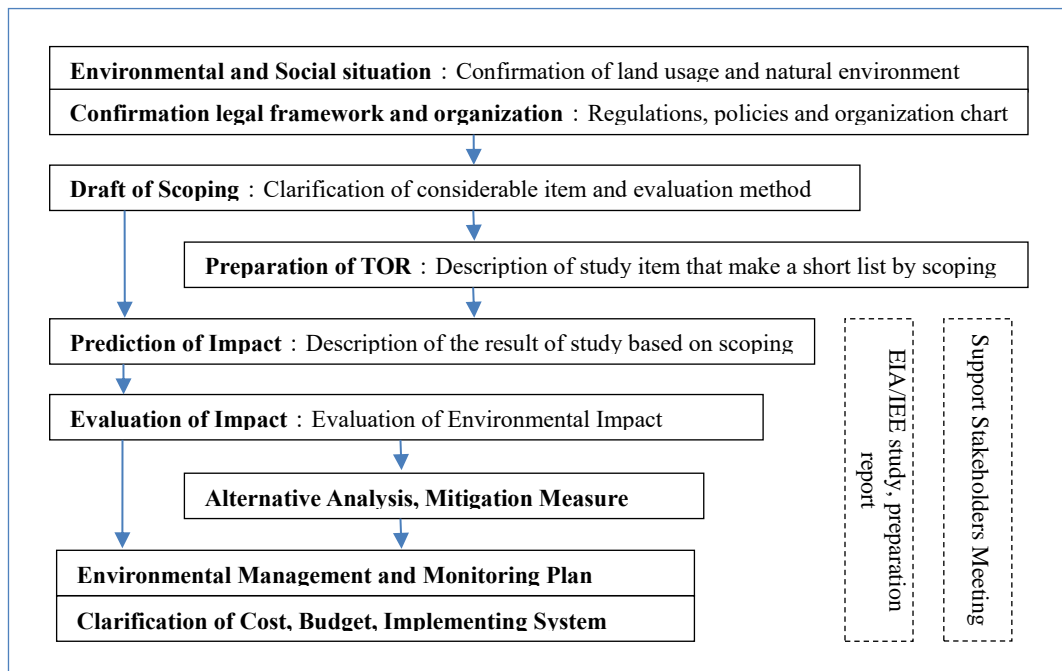 Environmental and Social situation：Confirmation of land usage and natural environment
Confirmation legal framework and organization：Regulations, policies and organization chart
Draft of Scoping：Clarification of considerable item and evaluation method
Preparation of TOR：Description of study item that make a short list by scoping
Prediction of Impact：Description of the result of study based on scoping
Evaluation of Impact：Evaluation of Environmental Impact
Alternative Analysis, Mitigation Measure
Environmental Management and Monitoring Plan
Clarification of Cost, Budget, Implementing System
EIA/IEE study, preparation
report
Support Stakeholders Meeting